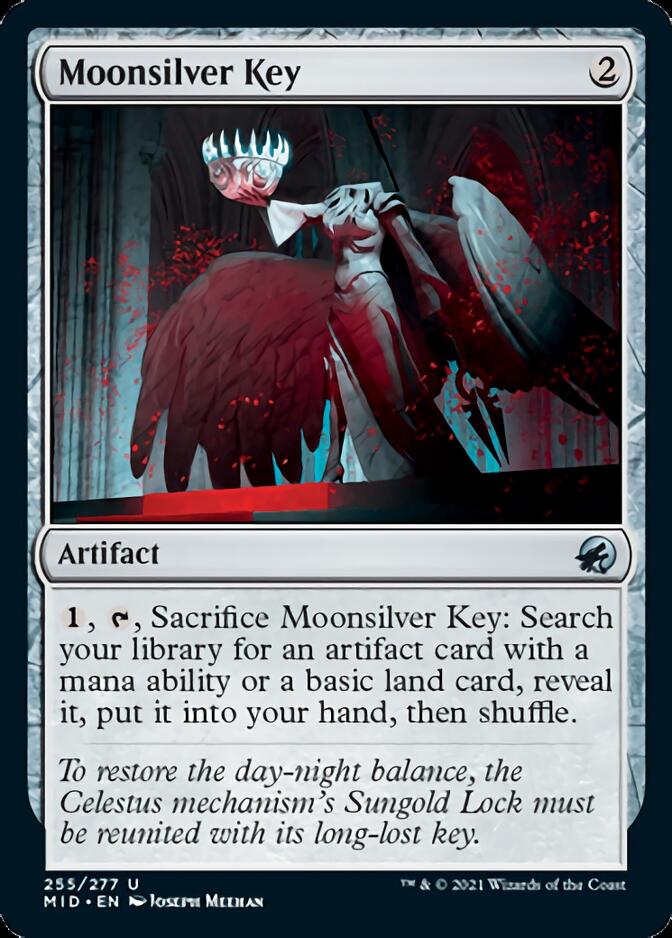 Moonsilver Key 2
Artifact
1, , Sacrifice Moonsilver Key: Search
your library for an artifact card with a
mana ability or a basic land card, reveal
it, put it into your hand, then shuffle.
To restore the day-night balance, the
Celestus mechanism's Sungold Lock must
be reunited with its long-lost key.
255/277 U
MID • EN Joseph Meehan
™ & © 2021 Wizards of the Coast